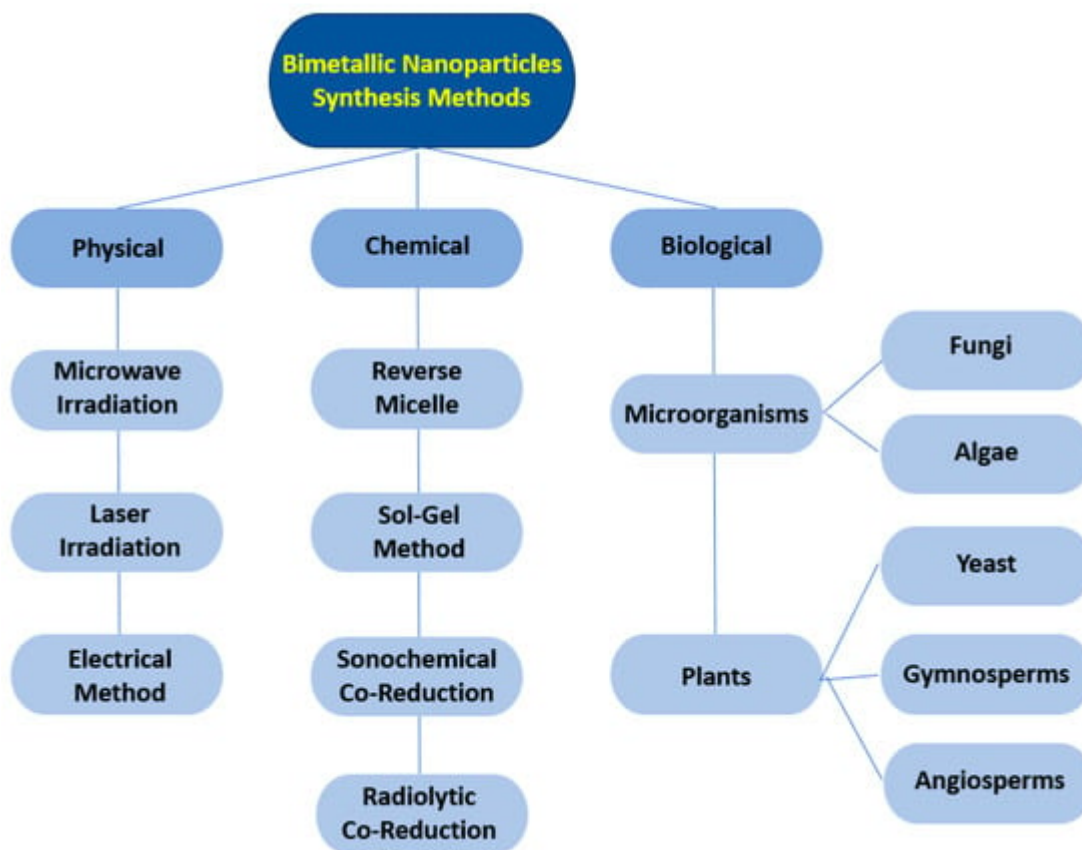 Bimetallic Nanoparticles
Synthesis Methods
Physical
Chemical
Biological
Microwave
Irradiation
Reverse
Micelle
Microorganisms
Fungi
Algae
Laser
Irradiation
Sol-Gel
Method
Yeast
Electrical
Method
Sonochemical
Co-Reduction
Plants
Gymnosperms
Angiosperms
Radiolytic
Co-Reduction